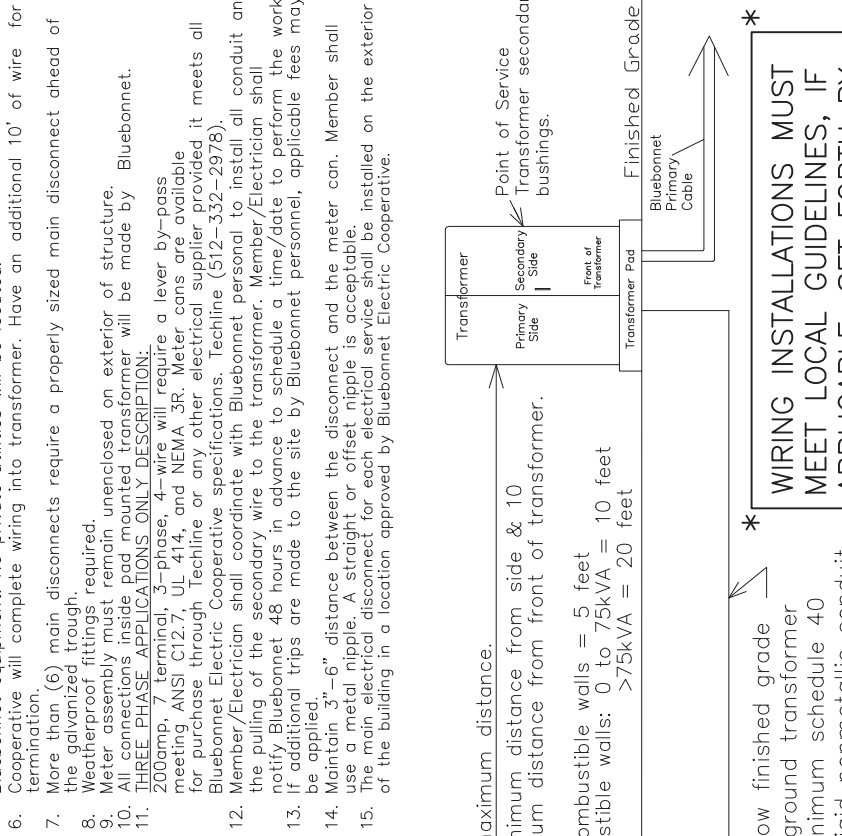 6. Cooperative will complete wiring into transformer. Have an additional 10' of wire for
termination.
7. More than (6) main disconnects require a properly sized main disconnect ahead of
the galvanized trough.
8. Weatherproof fittings required.
9. Meter assembly must remain unenclosed on exterior of structure.
10. All connections inside pad mounted transformer will be made by Bluebonnet.
11. THREE PHASE APPLICATIONS ONLY DESCRIPTION:
200amp, 7 terminal, 3-phase, 4-wire will require a lever by-pass
meeting ANSI C12.7, UL 414, and NEMA 3R. Meter cans are available
for purchase through Techline or any other electrical supplier provided it meets all
Bluebonnet Electric Cooperative specifications. Techline (512-332-2978).
12. Member/Electrician shall coordinate with Bluebonnet personal to install all conduit an
the pulling of the secondary wire to the transformer. Member/Electrician shall
notify Bluebonnet 48 hours in advance to schedule a time/date to perform the work
13. If additional trips are made to the site by Bluebonnet personnel, applicable fees may
be applied.
14. Maintain 3"-6" distance between the disconnect and the meter can. Member shall
use a metal nipple. A straight or offset nipple is acceptable.
15. The main electrical disconnect for each electrical service shall be installed on the exterior
of the building in a location approved by Bluebonnet Electric Cooperative.
aximum distance.
nimum distance from side & 10
um distance from front of transformer.
ombustible walls = 5 feet
stible walls: 0 to 75kVA = 10 feet
>75kVA = 20 feet
Transformer
Primary
Side
Secondary
Side
Front of
Transformer
Transformer Pad
Point of Service
Transformer secondar
bushings.
Finished Grade
Bluebonnet
Primary
Cable
ow finished grade
ground transformer
nimum schedule 40
igid nonmetallic conduit
* *
WIRING INSTALLATIONS MUST
MEET LOCAL GUIDELINES, IF
APPLICABLE, SET FORTH BY